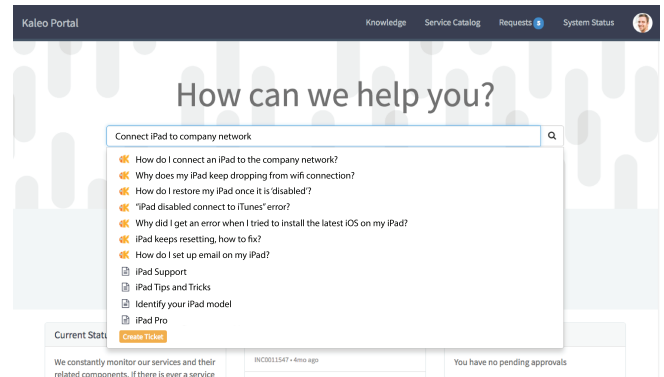 Kaleo Portal
Knowledge
Service Catalog
Requests
System Status
How can we help you?
Connect iPad to company network
How do I connect an iPad to the company network?
Why does my iPad keep dropping from wifi connection?
How do I restore my iPad once it is 'disabled'?
"iPad disabled connect to iTunes" error?
Why did I get an error when I tried to install the latest iOS on my iPad?
iPad keeps resetting, how to fix?
How do I set up email on my iPad?
iPad Support
iPad Tips and Tricks
Identify your iPad model
iPad Pro
Create Ticket
Current Statu
We constantly monitor our services and their
related components. If there is ever a service
INC0011547 • 4mo ago
You have no pending approvals